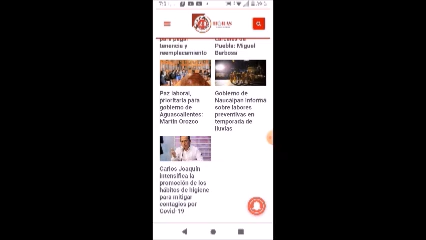 para pagar
tenencia y
reemplacamiento
Puebla: Miguel
Barbosa
Paz laboral,
prioritaria para
gobierno de
Aguascalientes:
Martín Orozco
Gobierno de
Naucalpan informa
sobre labores
preventivas en
temporada de
lluvias
Carlos Joaquín
intensifica la
promoción de los
hábitos de higiene
para mitigar
contagios por
Covid-19